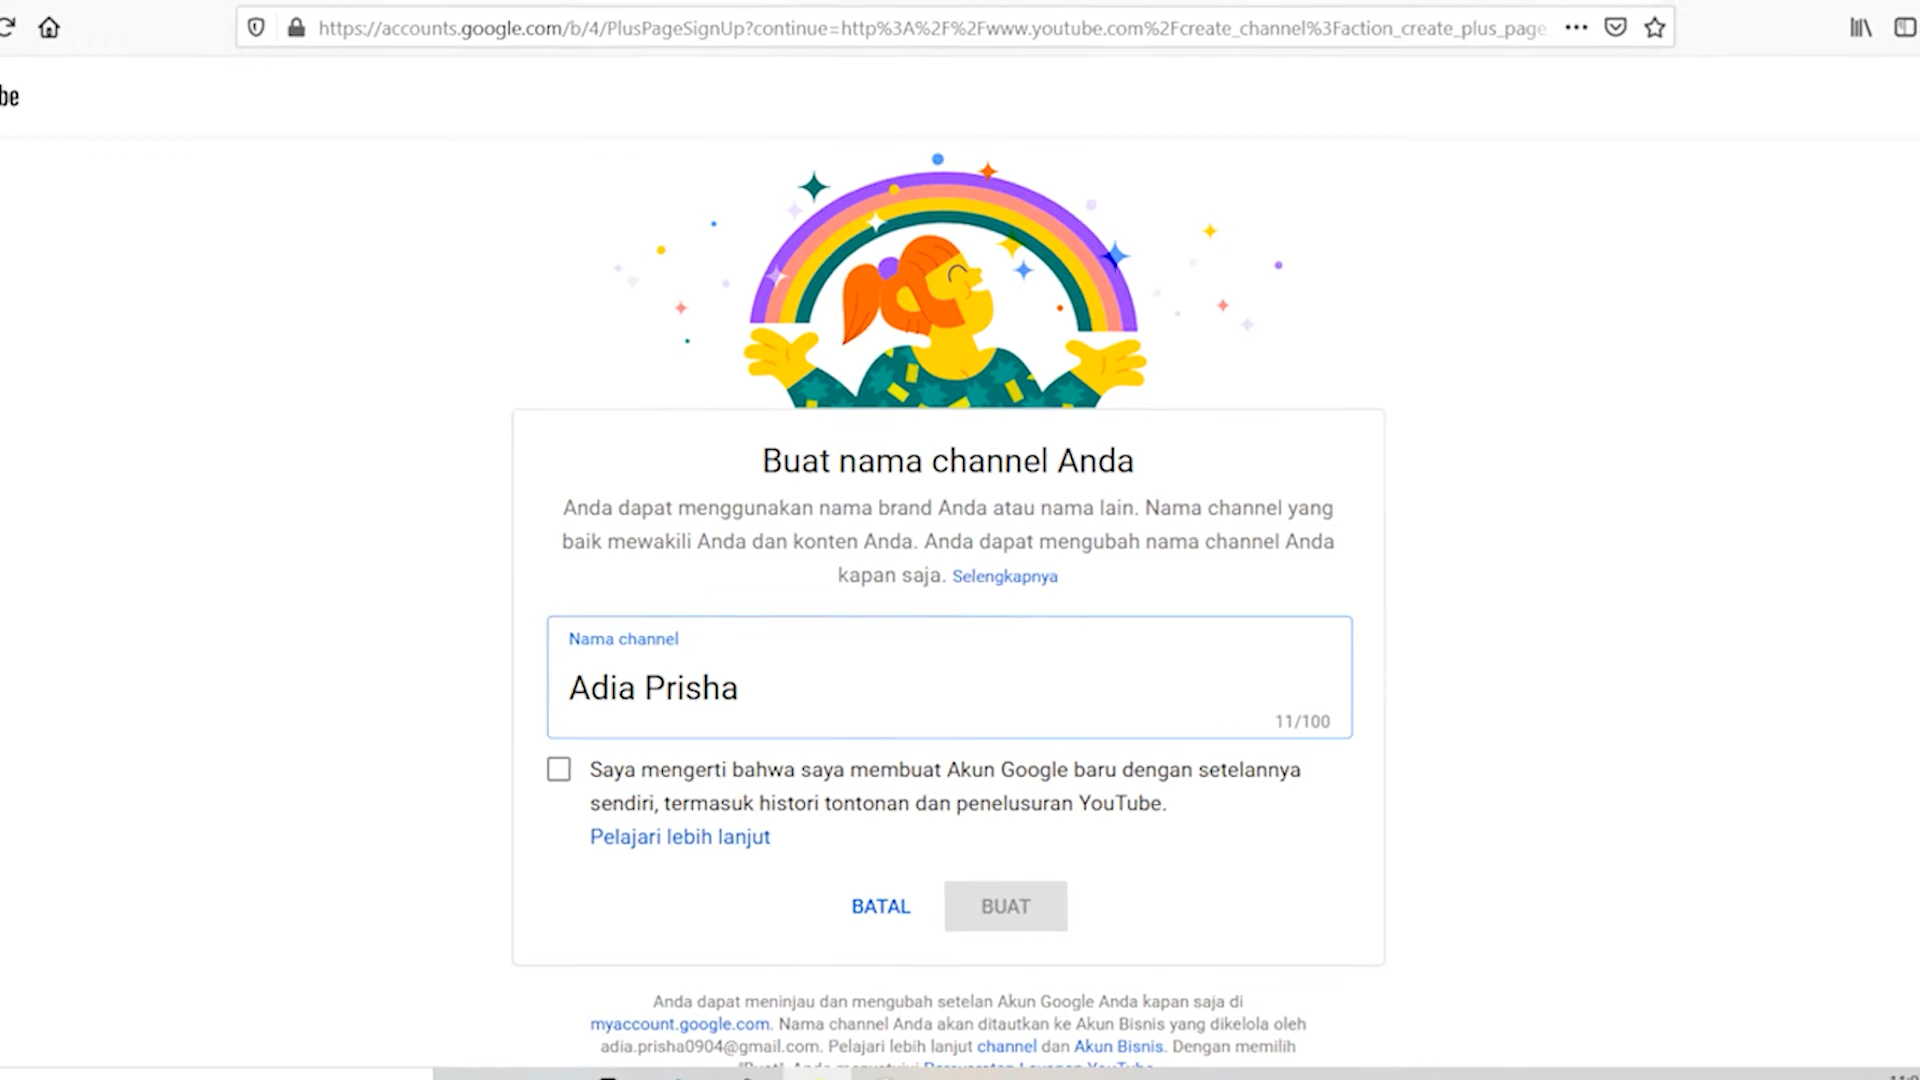 https://accounts.google.com/b/4/PlusPageSignUp?continue=http%3A%2F%2Fwww.youtube.com%2Fcreate_channel%3Faction_create_plus_page
be
Buat nama channel Anda
Anda dapat menggunakan nama brand Anda atau nama lain. Nama channel yang
baik mewakili Anda dan konten Anda. Anda dapat mengubah nama channel Anda
kapan saja. Selengkapnya
Nama channel
Adia Prisha
11/100
Saya mengerti bahwa saya membuat Akun Google baru dengan setelannya
sendiri, termasuk histori tontonan dan penelusuran YouTube.
Pelajari lebih lanjut
BATAL
BUAT
Anda dapat meninjau dan mengubah setelan Akun Google Anda kapan saja di
myaccount.google.com. Nama channel Anda akan ditautkan ke Akun Bisnis yang dikelola oleh
adia.prisha0904@gmail.com. Pelajari lebih lanjut channel dan Akun Bisnis. Dengan memilih